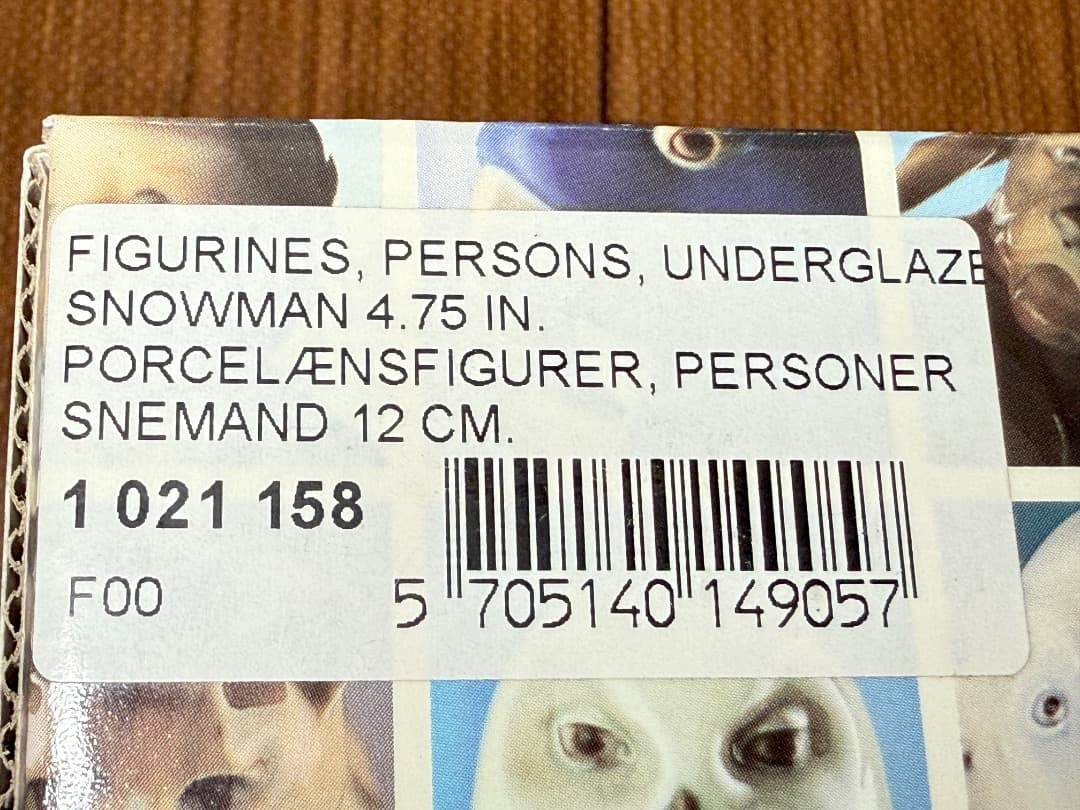 FIGURINES, PERSONS, UNDERGLAZE
SNOWMAN 4.75 IN.
PORCELÆNSFIGURER, PERSONER
SNEMAND 12 CM.
1 021 158
F00
5 705140 149057